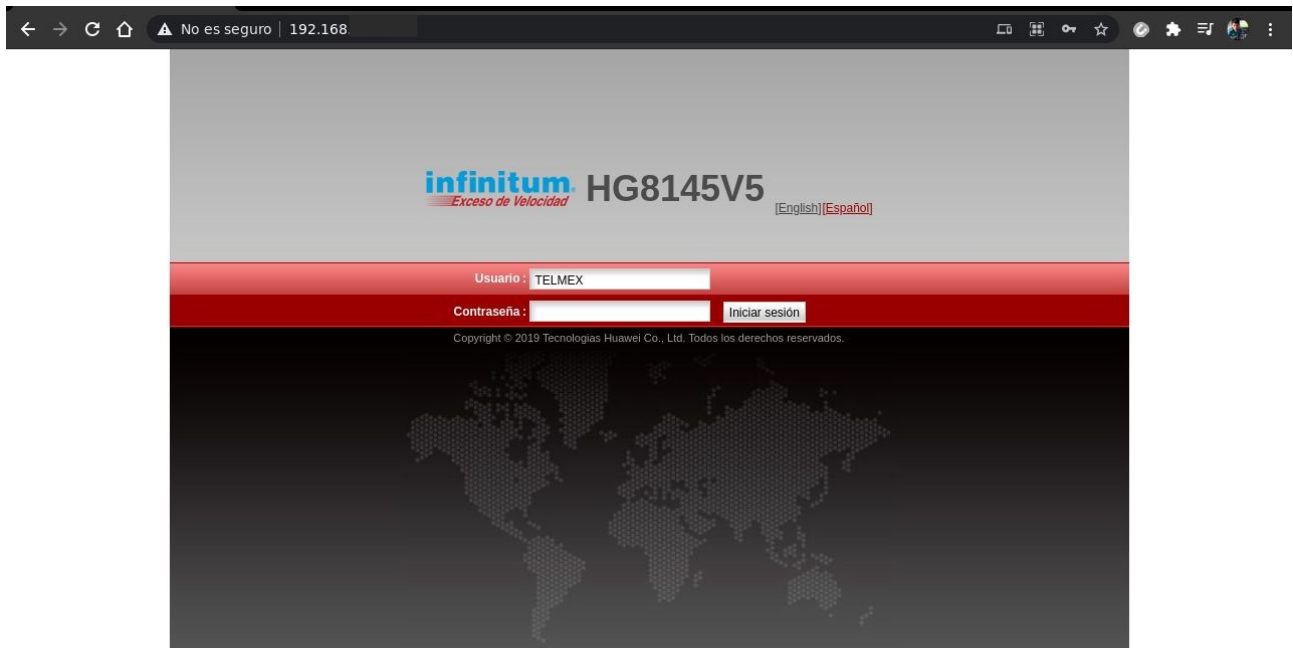 No es seguro | 192.168.
infinitum. HG8145V5
Exceso de Velocidad
[English][Español]
Usuario : TELMEX
Contraseña : Iniciar sesión
Copyright © 2019 Tecnologias Huawei Co., Ltd. Todos los derechos reservados.